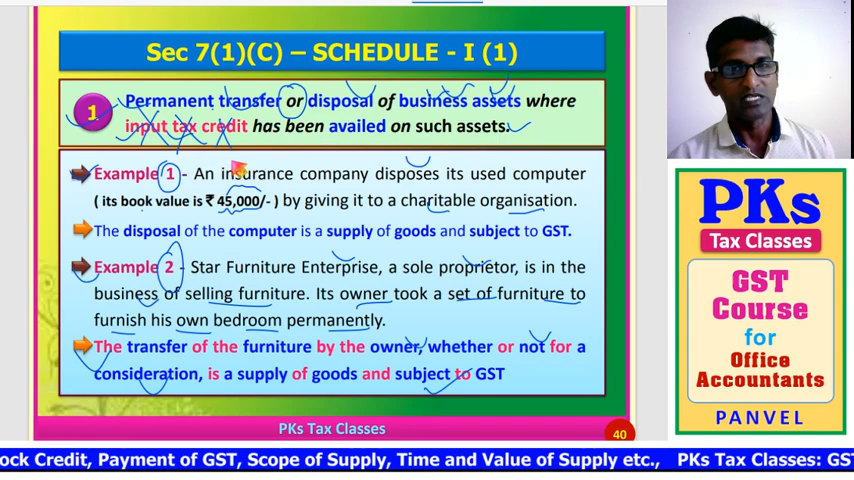 Sec 7(1)(C) – SCHEDULE - I (1)
1
Permanent transfer or disposal of business assets where
input tax credit has been availed on such assets.
Example 1 - An insurance company disposes its used computer
( its book value is ₹ 45,000/- ) by giving it to a charitable organisation.
The disposal of the computer is a supply of goods and subject to GST.
Example 2 - Star Furniture Enterprise, a sole proprietor, is in the
business of selling furniture. Its owner took a set of furniture to
furnish his own bedroom permanently.
The transfer of the furniture by the owner, whether or not for a
consideration, is a supply of goods and subject to GST
PKs Tax Classes
40
PKs
Tax Classes
GST
Course
for
Office
Accountants
PANVEL
ock Credit, Payment of GST, Scope of Supply, Time and Value of Supply etc., PKs Tax Classes: GST